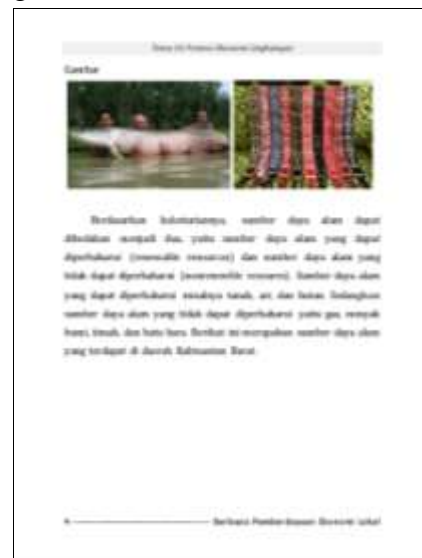 Gambar
Berdasarkan kelestariannya, sumber daya alam dapat
dibedakan menjadi dua, yaitu sumber daya alam yang dapat
diperbaharui (renewable resources) dan sumber daya alam yang
tidak dapat diperbaharui (nonrenewable resources). Sumber daya alam
yang dapat diperbaharui misalnya tanah, air, dan hutan. Sedangkan
sumber daya alam yang tidak dapat diperbaharui yaitu gas, minyak
bumi, timah, dan batu bara. Berikut ini merupakan sumber daya alam
yang terdapat di daerah Kalimantan Barat.
Berbasis Pemberdayaan Ekonomi Lokal